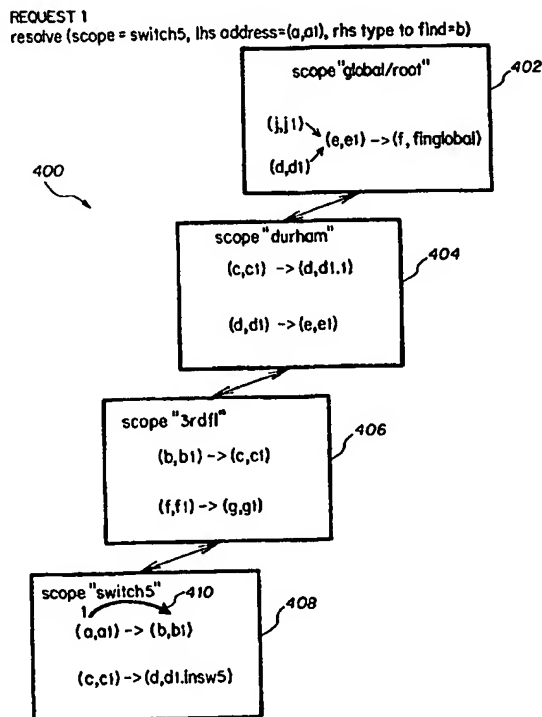 REQUEST 1
resolve (scope = switch5, lhs address=(a,a1), rhs type to find=b)
scope "global/root"
402
(j,j1)
(e,e1) -> (f, finglobal)
(d,d1)
400
scope "durham"
404
(c,c1) -> (d,d1.1)
(d,d1) -> (e,e1)
scope "3rdfl"
406
(b,b1) -> (c,c1)
(f,f1) -> (g,g1)
scope "switch5"
410
408
1
(a,a1) -> (b,b1)
(c,c1) -> (d,d1.insw5)